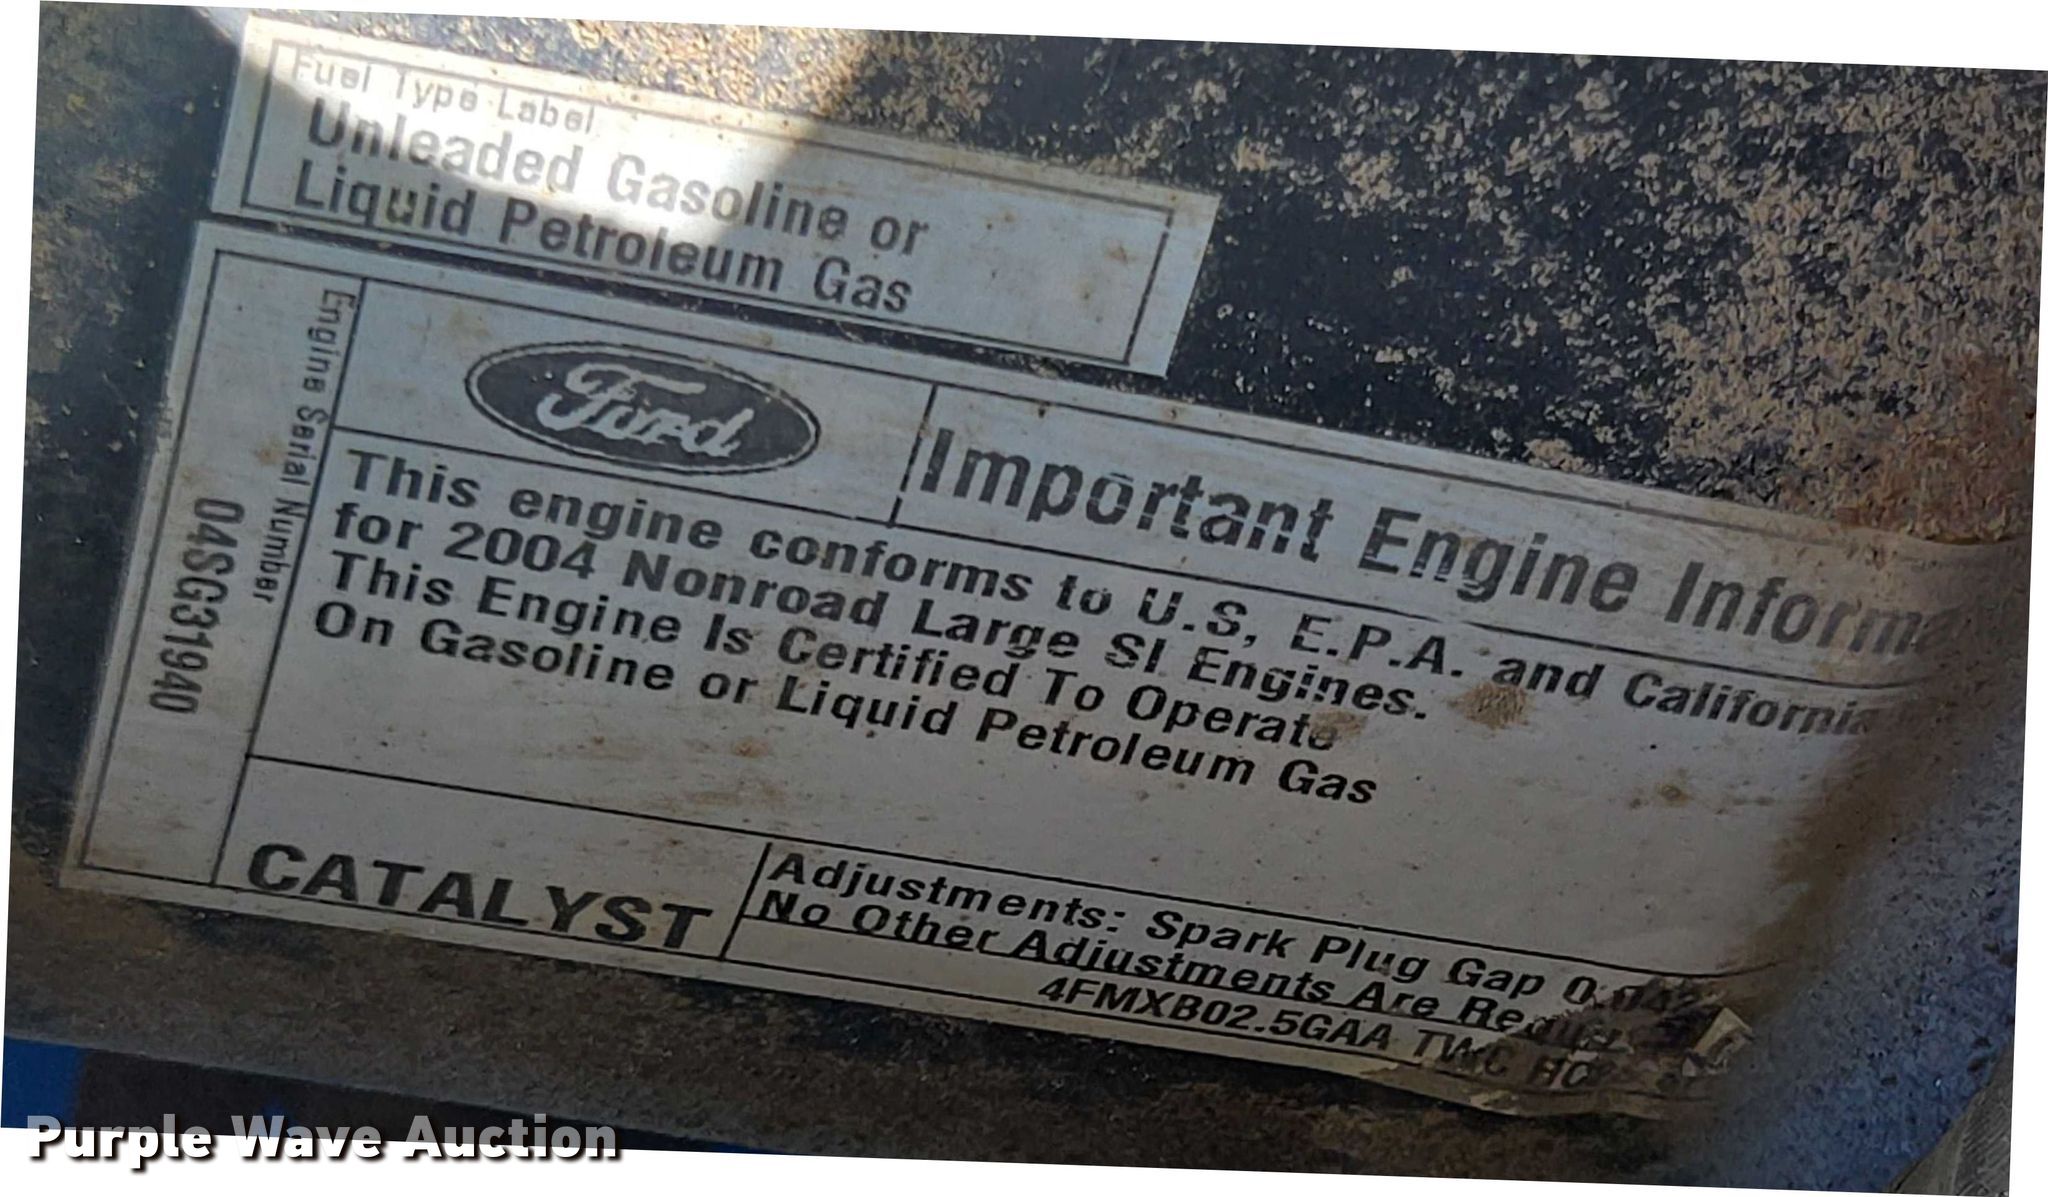 Fuel Type Label
Unleaded Gasoline or
Liquid Petroleum Gas
Engine Serial Number
04SG31940
Ford
Important Engine
This engine conforms to U.S, E.P.A. and California
for 2004 Nonroad Large SI Engines.
This Engine Is Certified To Operate
On Gasoline or Liquid Petroleum Gas
CATALYST
Adjustments: Spark Plug Gap
No Other Adjustments Are
4FMXB02.5GAA TWC
Purple Wave Auction